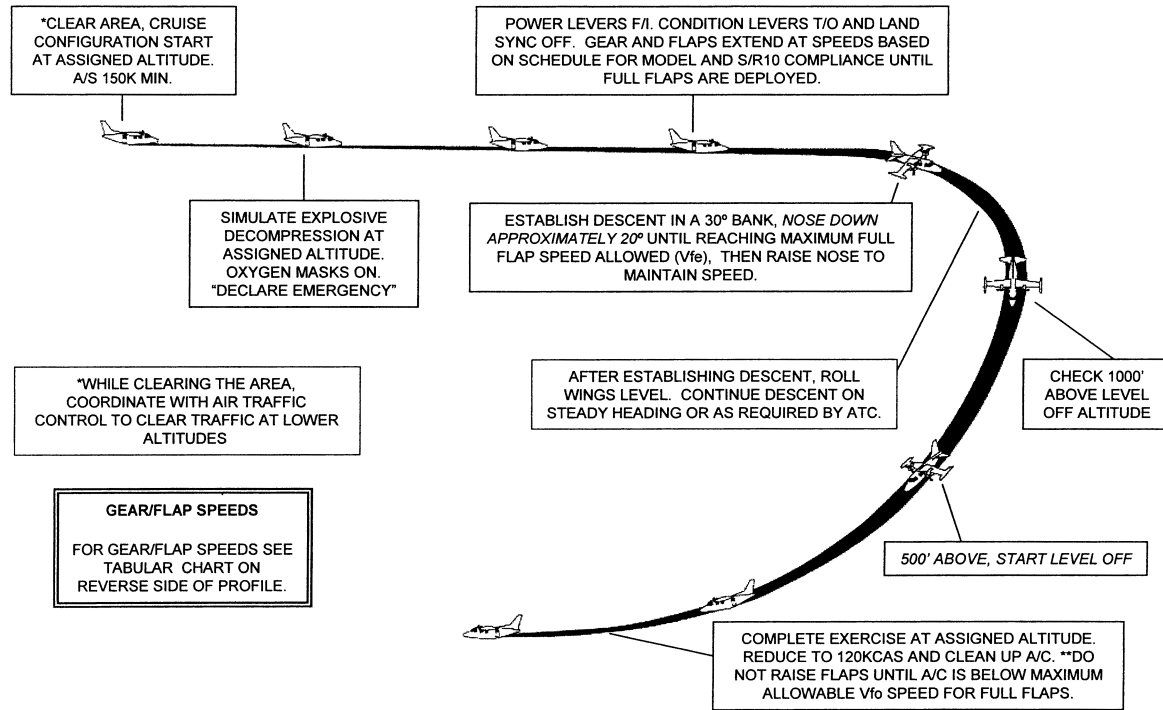 *CLEAR AREA, CRUISE
CONFIGURATION START
AT ASSIGNED ALTITUDE.
A/S 150K MIN.
POWER LEVERS F/I. CONDITION LEVERS T/O AND LAND
SYNC OFF. GEAR AND FLAPS EXTEND AT SPEEDS BASED
ON SCHEDULE FOR MODEL AND S/R10 COMPLIANCE UNTIL
FULL FLAPS ARE DEPLOYED.
SIMULATE EXPLOSIVE
DECOMPRESSION AT
ASSIGNED ALTITUDE.
OXYGEN MASKS ON.
"DECLARE EMERGENCY"
ESTABLISH DESCENT IN A 30º BANK, NOSE DOWN
APPROXIMATELY 20º UNTIL REACHING MAXIMUM FULL
FLAP SPEED ALLOWED (Vfe), THEN RAISE NOSE TO
MAINTAIN SPEED.
AFTER ESTABLISHING DESCENT, ROLL
WINGS LEVEL. CONTINUE DESCENT ON
STEADY HEADING OR AS REQUIRED BY ATC.
CHECK 1000'
ABOVE LEVEL
OFF ALTITUDE
*WHILE CLEARING THE AREA,
COORDINATE WITH AIR TRAFFIC
CONTROL TO CLEAR TRAFFIC AT LOWER
ALTITUDES
GEAR/FLAP SPEEDS
FOR GEAR/FLAP SPEEDS SEE
TABULAR CHART ON
REVERSE SIDE OF PROFILE.
500' ABOVE, START LEVEL OFF
COMPLETE EXERCISE AT ASSIGNED ALTITUDE.
REDUCE TO 120KCAS AND CLEAN UP A/C. **DO
NOT RAISE FLAPS UNTIL A/C IS BELOW MAXIMUM
ALLOWABLE Vfo SPEED FOR FULL FLAPS.